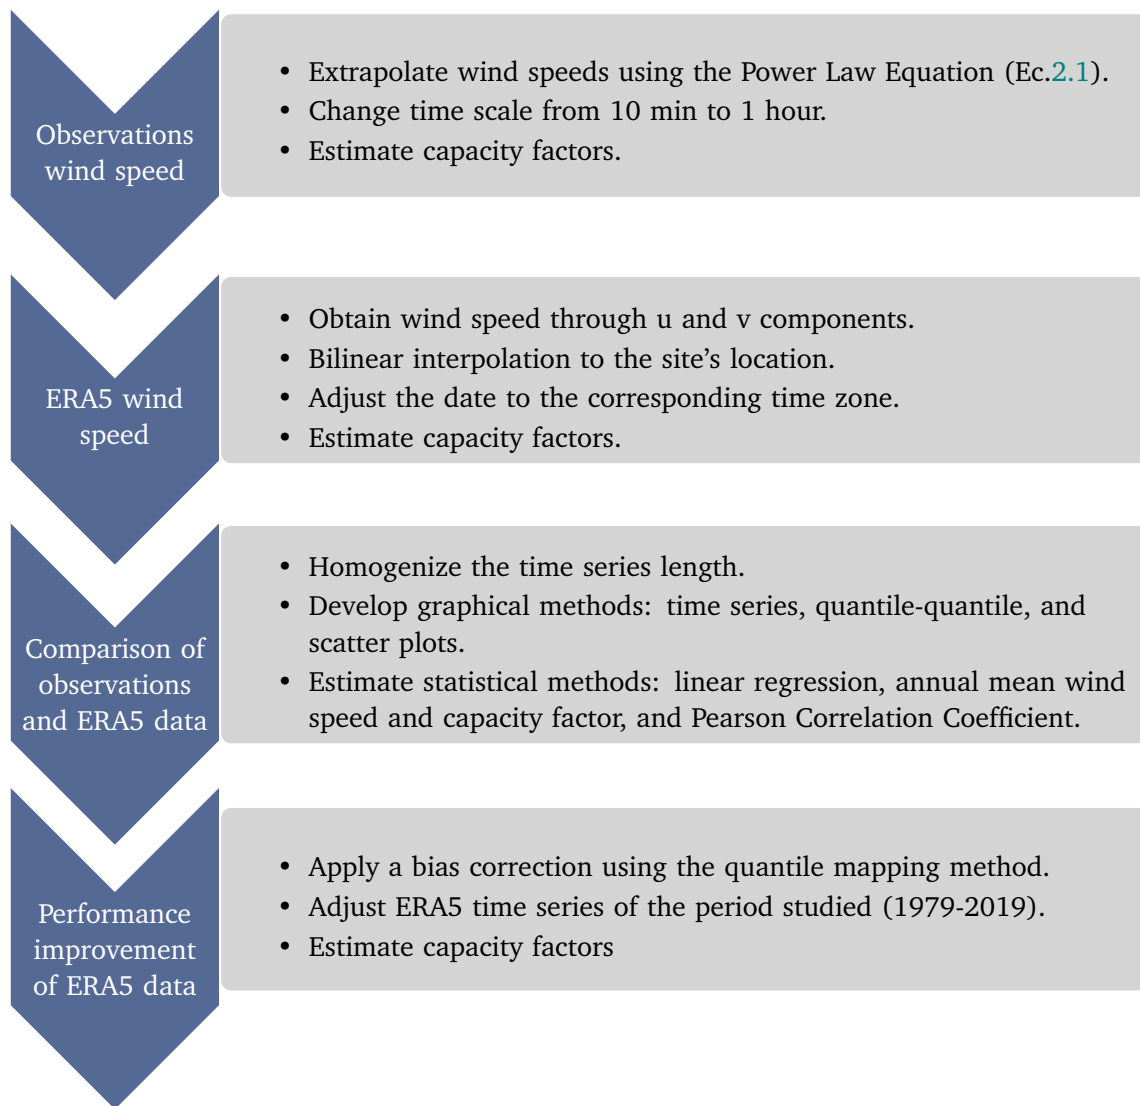 Observations
wind speed
• Extrapolate wind speeds using the Power Law Equation (Ec.2.1).
• Change time scale from 10 min to 1 hour.
• Estimate capacity factors.
ERA5 wind
speed
• Obtain wind speed through u and v components.
• Bilinear interpolation to the site's location.
• Adjust the date to the corresponding time zone.
• Estimate capacity factors.
Comparison of
observations
and ERA5 data
• Homogenize the time series length.
• Develop graphical methods: time series, quantile-quantile, and
scatter plots.
• Estimate statistical methods: linear regression, annual mean wind
speed and capacity factor, and Pearson Correlation Coefficient.
Performance
improvement
of ERA5 data
• Apply a bias correction using the quantile mapping method.
• Adjust ERA5 time series of the period studied (1979-2019).
• Estimate capacity factors